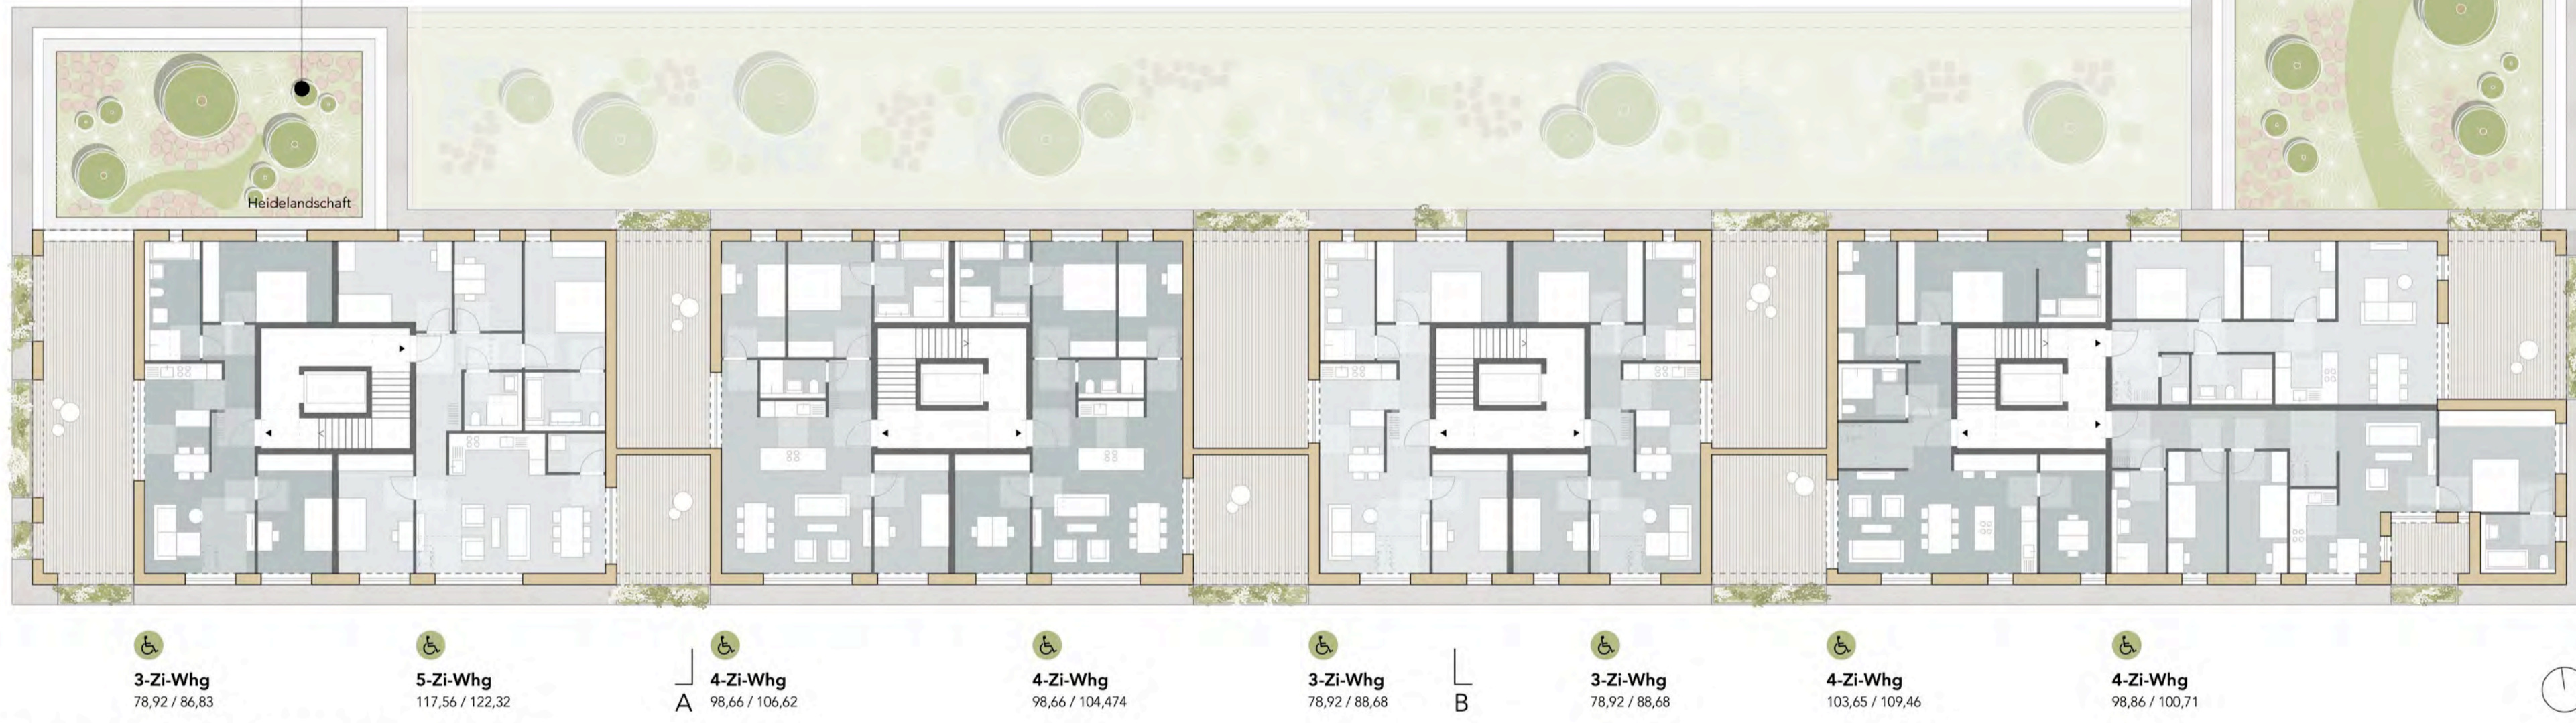 Heidelandschaft
3-Zi-Whg
78,92 / 86,83
5-Zi-Whg
117,56 / 122,32
A
4-Zi-Whg
98,66 / 106,62
4-Zi-Whg
98,66 / 104,474
3-Zi-Whg
78,92 / 88,68
B
3-Zi-Whg
78,92 / 88,68
4-Zi-Whg
103,65 / 109,46
4-Zi-Whg
98,86 / 100,71